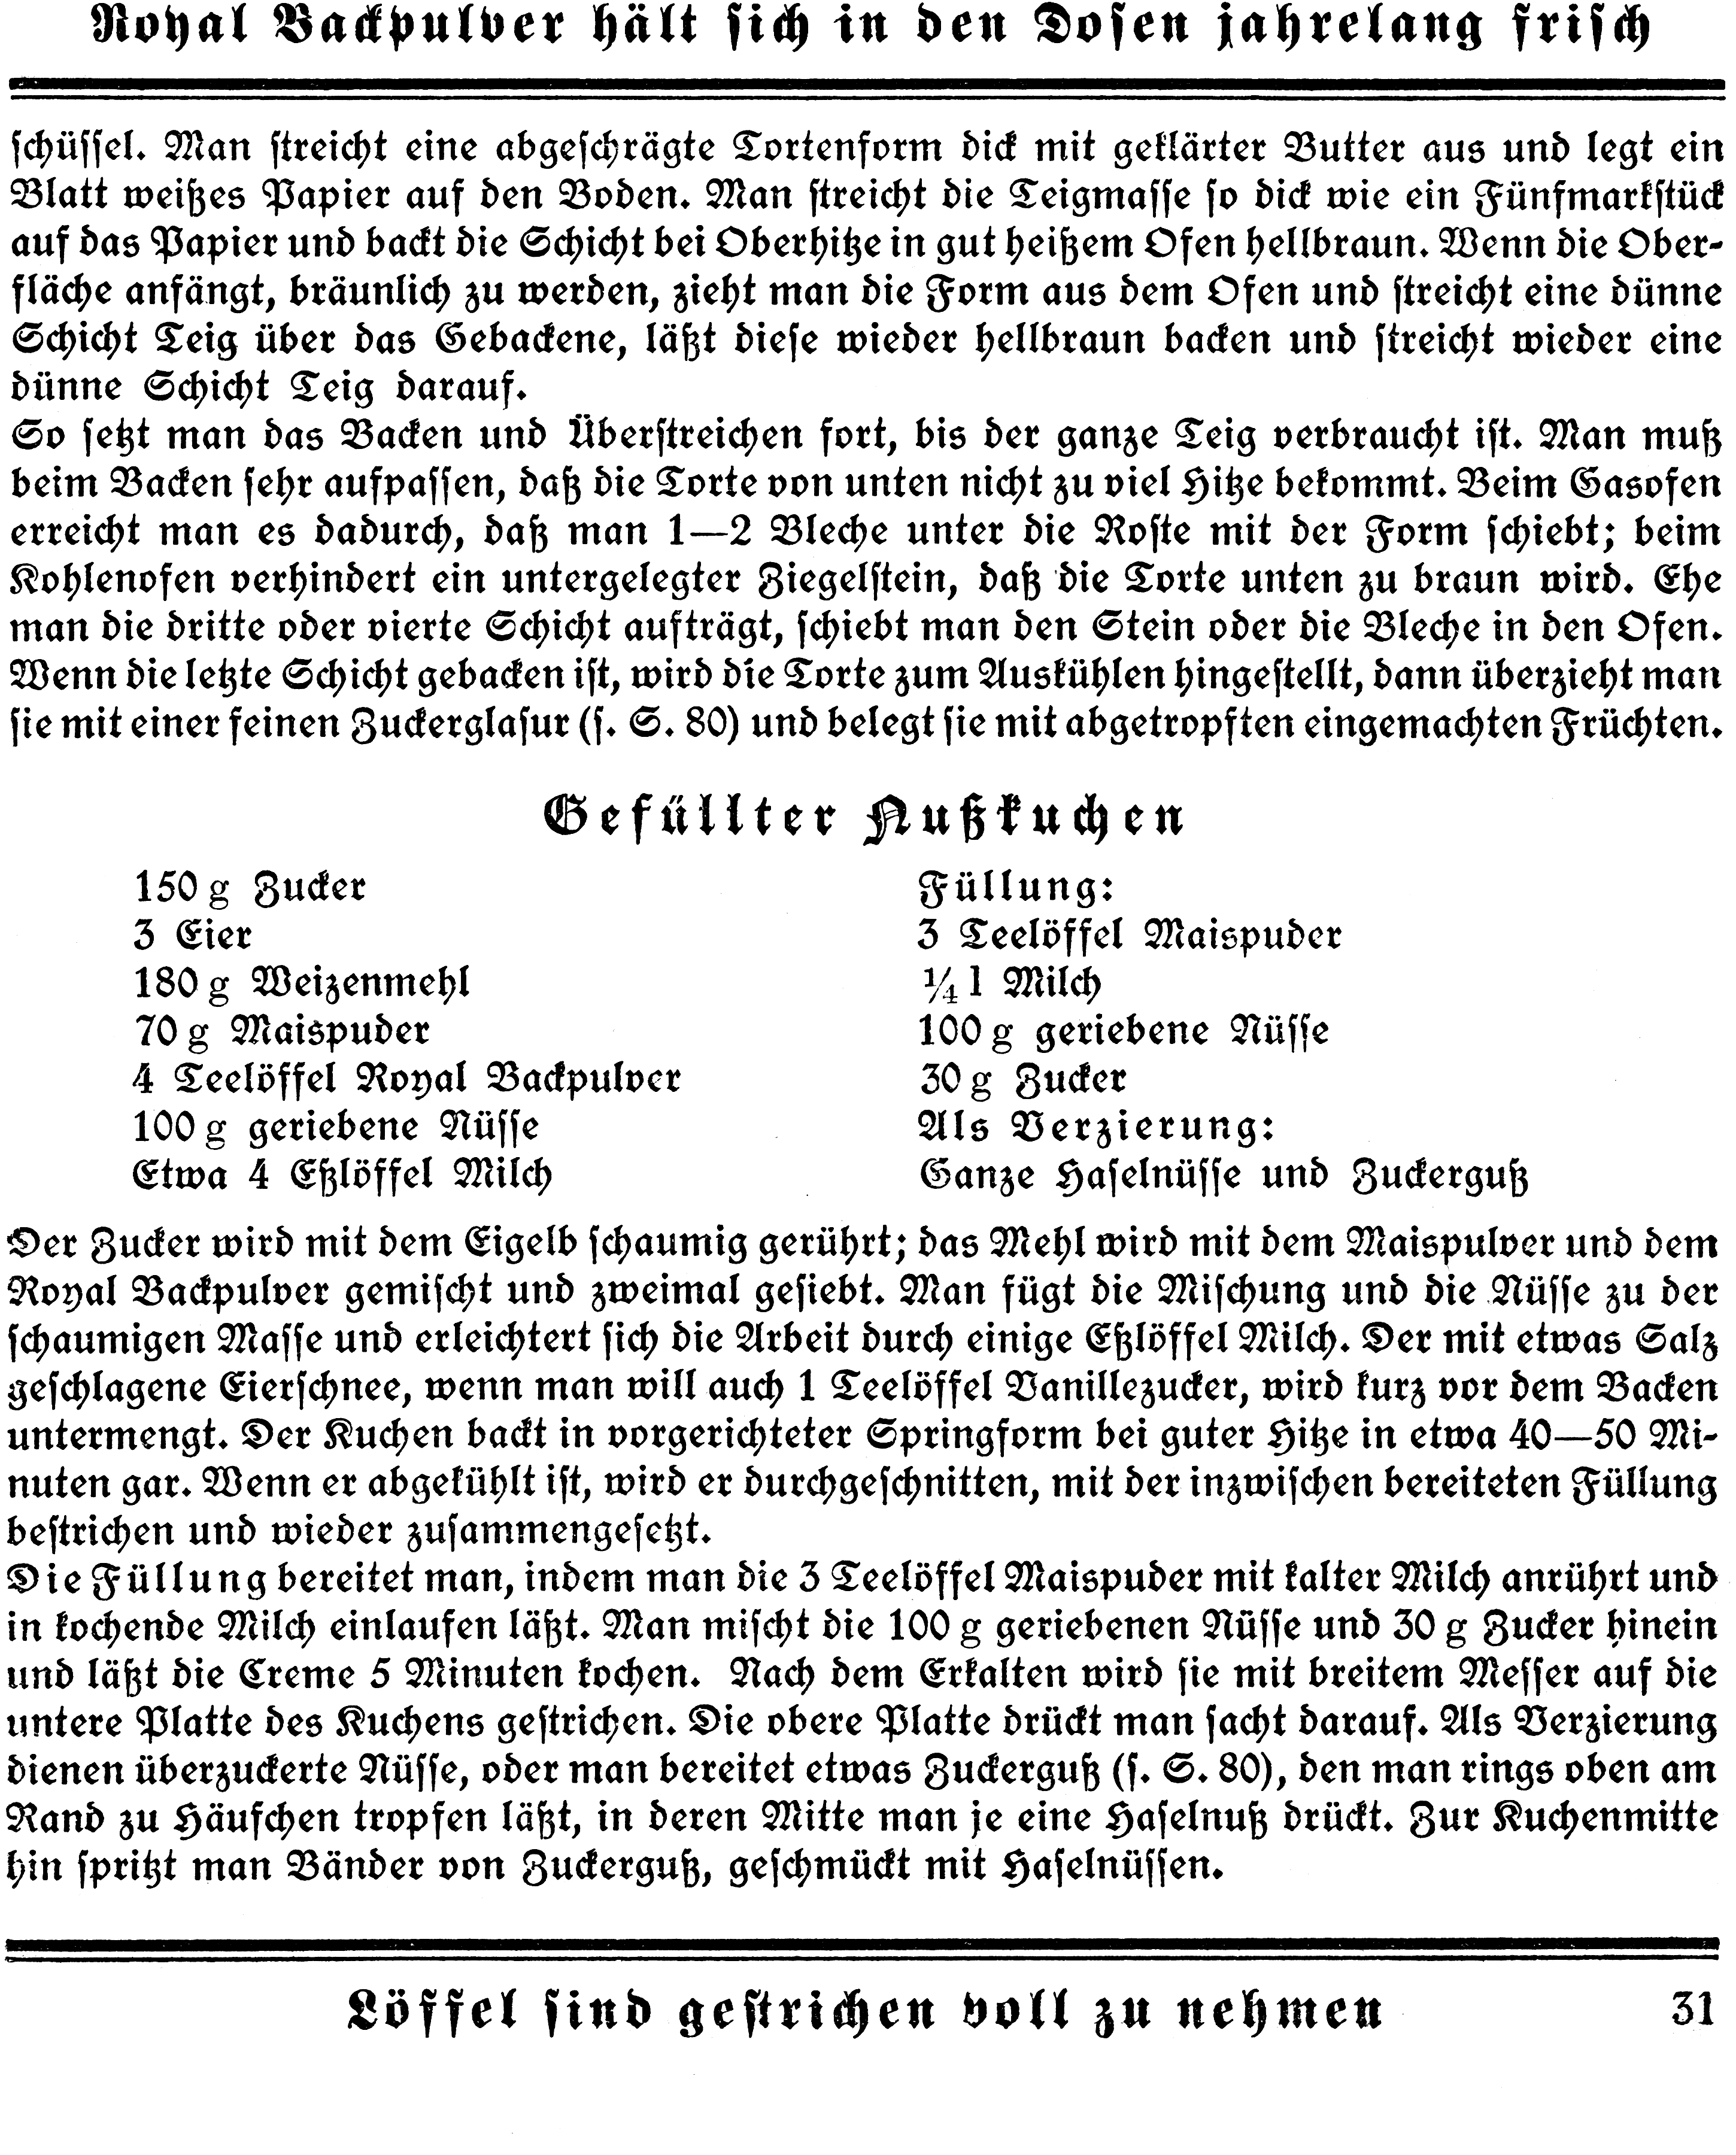 Royal Backpulver hält sich in den Dosen jahrelang frisch
schüssel. Man streicht eine abgeschrägte Tortenform dick mit geklärter Butter aus und legt ein
Blatt weißes Papier auf den Boden. Man streicht die Teigmasse so dick wie ein Fünfmarkstück
auf das Papier und backt die Schicht bei Oberhitze in gut heißem Ofen hellbraun. Wenn die Ober-
fläche anfängt, bräunlich zu werden, zieht man die Form aus dem Ofen und streicht eine dünne
Schicht Teig über das Gebackene, läßt diese wieder hellbraun backen und streicht wieder eine
dünne Schicht Teig darauf.
So setzt man das Backen und Überstreichen fort, bis der ganze Teig verbraucht ist. Man muß
beim Backen sehr aufpassen, daß die Torte von unten nicht zu viel Hitze bekommt. Beim Gasofen
erreicht man es dadurch, daß man 1—2 Bleche unter die Roste mit der Form schiebt; beim
Kohlenofen verhindert ein untergelegter Ziegelstein, daß die Torte unten zu braun wird. Ehe
man die dritte oder vierte Schicht aufträgt, schiebt man den Stein oder die Bleche in den Ofen.
Wenn die letzte Schicht gebacken ist, wird die Torte zum Auskühlen hingestellt, dann überzieht man
sie mit einer feinen Zuckerglasur (s. S. 80) und belegt sie mit abgetropften eingemachten Früchten.
Gefüllter Nußkuchen
150 g Zucker
3 Eier
180 g Weizenmehl
70 g Maispuder
4 Teelöffel Royal Backpulver
100 g geriebene Nüsse
Etwa 4 Eßlöffel Milch
Füllung:
3 Teelöffel Maispuder
¼ l Milch
100 g geriebene Nüsse
30 g Zucker
Als Verzierung:
Ganze Haselnüsse und Zuckerguß
Der Zucker wird mit dem Eigelb schaumig gerührt; das Mehl wird mit dem Maispulver und dem
Royal Backpulver gemischt und zweimal gesiebt. Man fügt die Mischung und die Nüsse zu der
schaumigen Masse und erleichtert sich die Arbeit durch einige Eßlöffel Milch. Der mit etwas Salz
geschlagene Eierschnee, wenn man will auch 1 Teelöffel Vanillezucker, wird kurz vor dem Backen
untermengt. Der Kuchen backt in vorgerichteter Springform bei guter Hitze in etwa 40—50 Mi-
nuten gar. Wenn er abgekühlt ist, wird er durchgeschnitten, mit der inzwischen bereiteten Füllung
bestrichen und wieder zusammengesetzt.
Die Füllung bereitet man, indem man die 3 Teelöffel Maispuder mit kalter Milch anrührt und
in kochende Milch einlaufen läßt. Man mischt die 100 g geriebenen Nüsse und 30 g Zucker hinein
und läßt die Creme 5 Minuten kochen. Nach dem Erkalten wird sie mit breitem Messer auf die
untere Platte des Kuchens gestrichen. Die obere Platte drückt man sacht darauf. Als Verzierung
dienen überzuckerte Nüsse, oder man bereitet etwas Zuckerguß (s. S. 80), den man rings oben am
Rand zu Häufchen tropfen läßt, in deren Mitte man je eine Haselnuß drückt. Zur Kuchenmitte
hin spritzt man Bänder von Zuckerguß, geschmückt mit Haselnüssen.
Löffel sind gestrichen voll zu nehmen 31